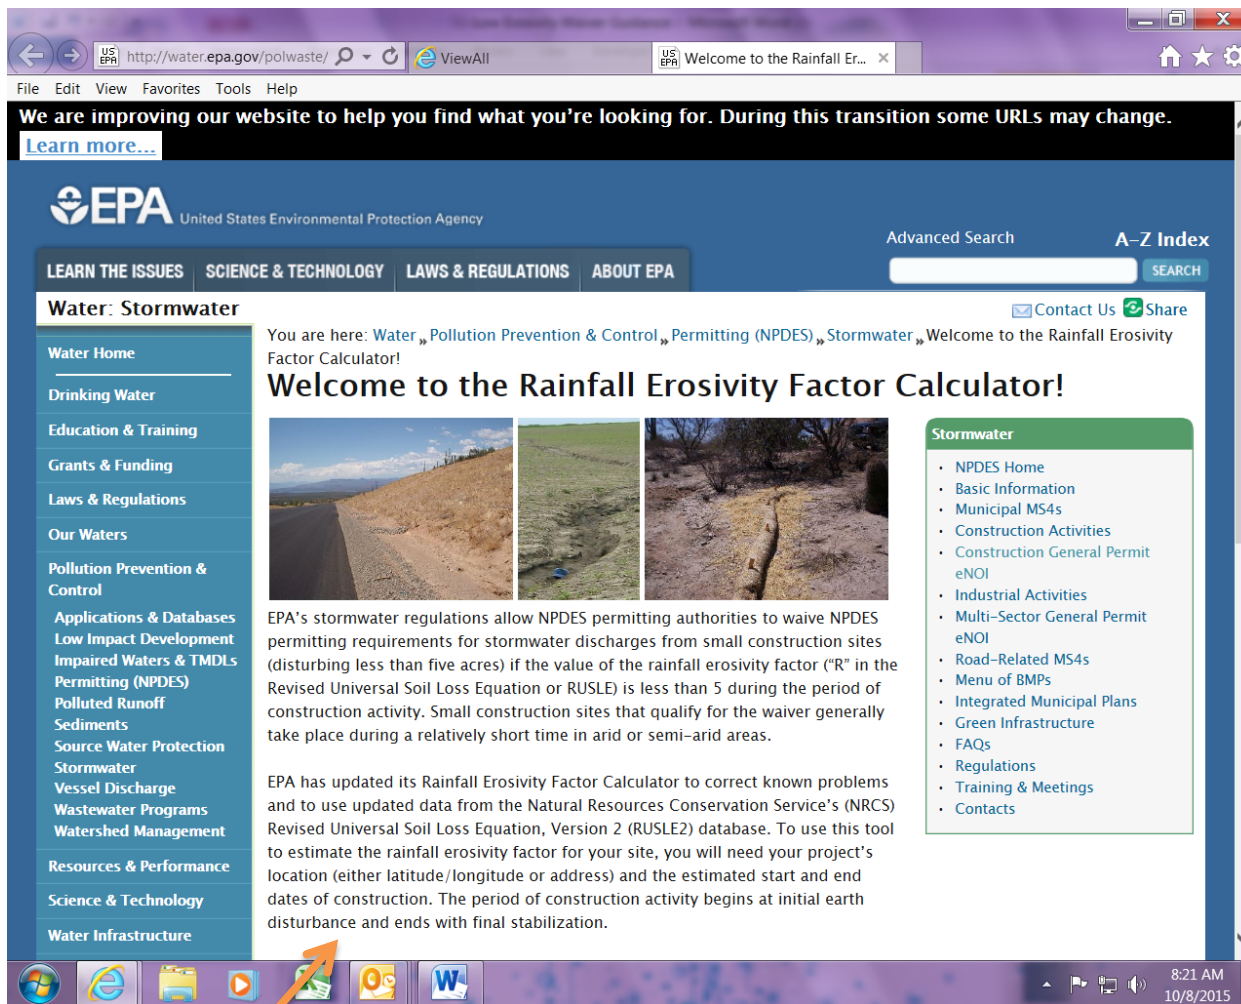 US EPA http://water.epa.gov/polwaste/ ViewAll US EPA Welcome to the Rainfall Er...
File Edit View Favorites Tools Help
We are improving our website to help you find what you're looking for. During this transition some URLs may change.
Learn more...
EPA United States Environmental Protection Agency
Advanced Search A-Z Index
LEARN THE ISSUES SCIENCE & TECHNOLOGY LAWS & REGULATIONS ABOUT EPA SEARCH
Water: Stormwater
Contact Us Share
Water Home
Drinking Water
Education & Training
Grants & Funding
Laws & Regulations
Our Waters
Pollution Prevention &
Control
Applications & Databases
Low Impact Development
Impaired Waters & TMDLs
Permitting (NPDES)
Polluted Runoff
Sediments
Source Water Protection
Stormwater
Vessel Discharge
Wastewater Programs
Watershed Management
Resources & Performance
Science & Technology
Water Infrastructure
You are here: Water » Pollution Prevention & Control » Permitting (NPDES) » Stormwater » Welcome to the Rainfall Erosivity
Factor Calculator!
Welcome to the Rainfall Erosivity Factor Calculator!
EPA's stormwater regulations allow NPDES permitting authorities to waive NPDES
permitting requirements for stormwater discharges from small construction sites
(disturbing less than five acres) if the value of the rainfall erosivity factor ("R" in the
Revised Universal Soil Loss Equation or RUSLE) is less than 5 during the period of
construction activity. Small construction sites that qualify for the waiver generally
take place during a relatively short time in arid or semi-arid areas.
EPA has updated its Rainfall Erosivity Factor Calculator to correct known problems
and to use updated data from the Natural Resources Conservation Service's (NRCS)
Revised Universal Soil Loss Equation, Version 2 (RUSLE2) database. To use this tool
to estimate the rainfall erosivity factor for your site, you will need your project's
location (either latitude/longitude or address) and the estimated start and end
dates of construction. The period of construction activity begins at initial earth
disturbance and ends with final stabilization.
Stormwater
• NPDES Home
• Basic Information
• Municipal MS4s
• Construction Activities
• Construction General Permit
eNOI
• Industrial Activities
• Multi-Sector General Permit
eNOI
• Road-Related MS4s
• Menu of BMPs
• Integrated Municipal Plans
• Green Infrastructure
• FAQs
• Regulations
• Training & Meetings
• Contacts
8:21 AM
10/8/2015